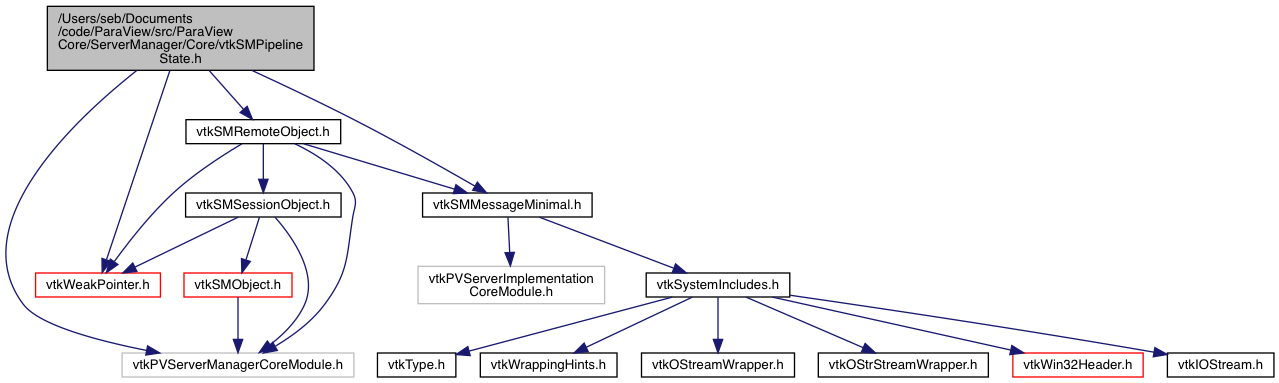 /Users/seb/Documents
/code/ParaView/src/ParaView
Core/ServerManager/Core/vtkSMPipeline
State.h
vtkSMRemoteObject.h
vtkSMSessionObject.h
vtkSMMessageMinimal.h
vtkWeakPointer.h
vtkSMObject.h
vtkPVServerImplementation
CoreModule.h
vtkSystemIncludes.h
vtkPVServerManagerCoreModule.h
vtkType.h
vtkWrappingHints.h
vtkOStreamWrapper.h
vtkOStrStreamWrapper.h
vtkWin32Header.h
vtkIOStream.h